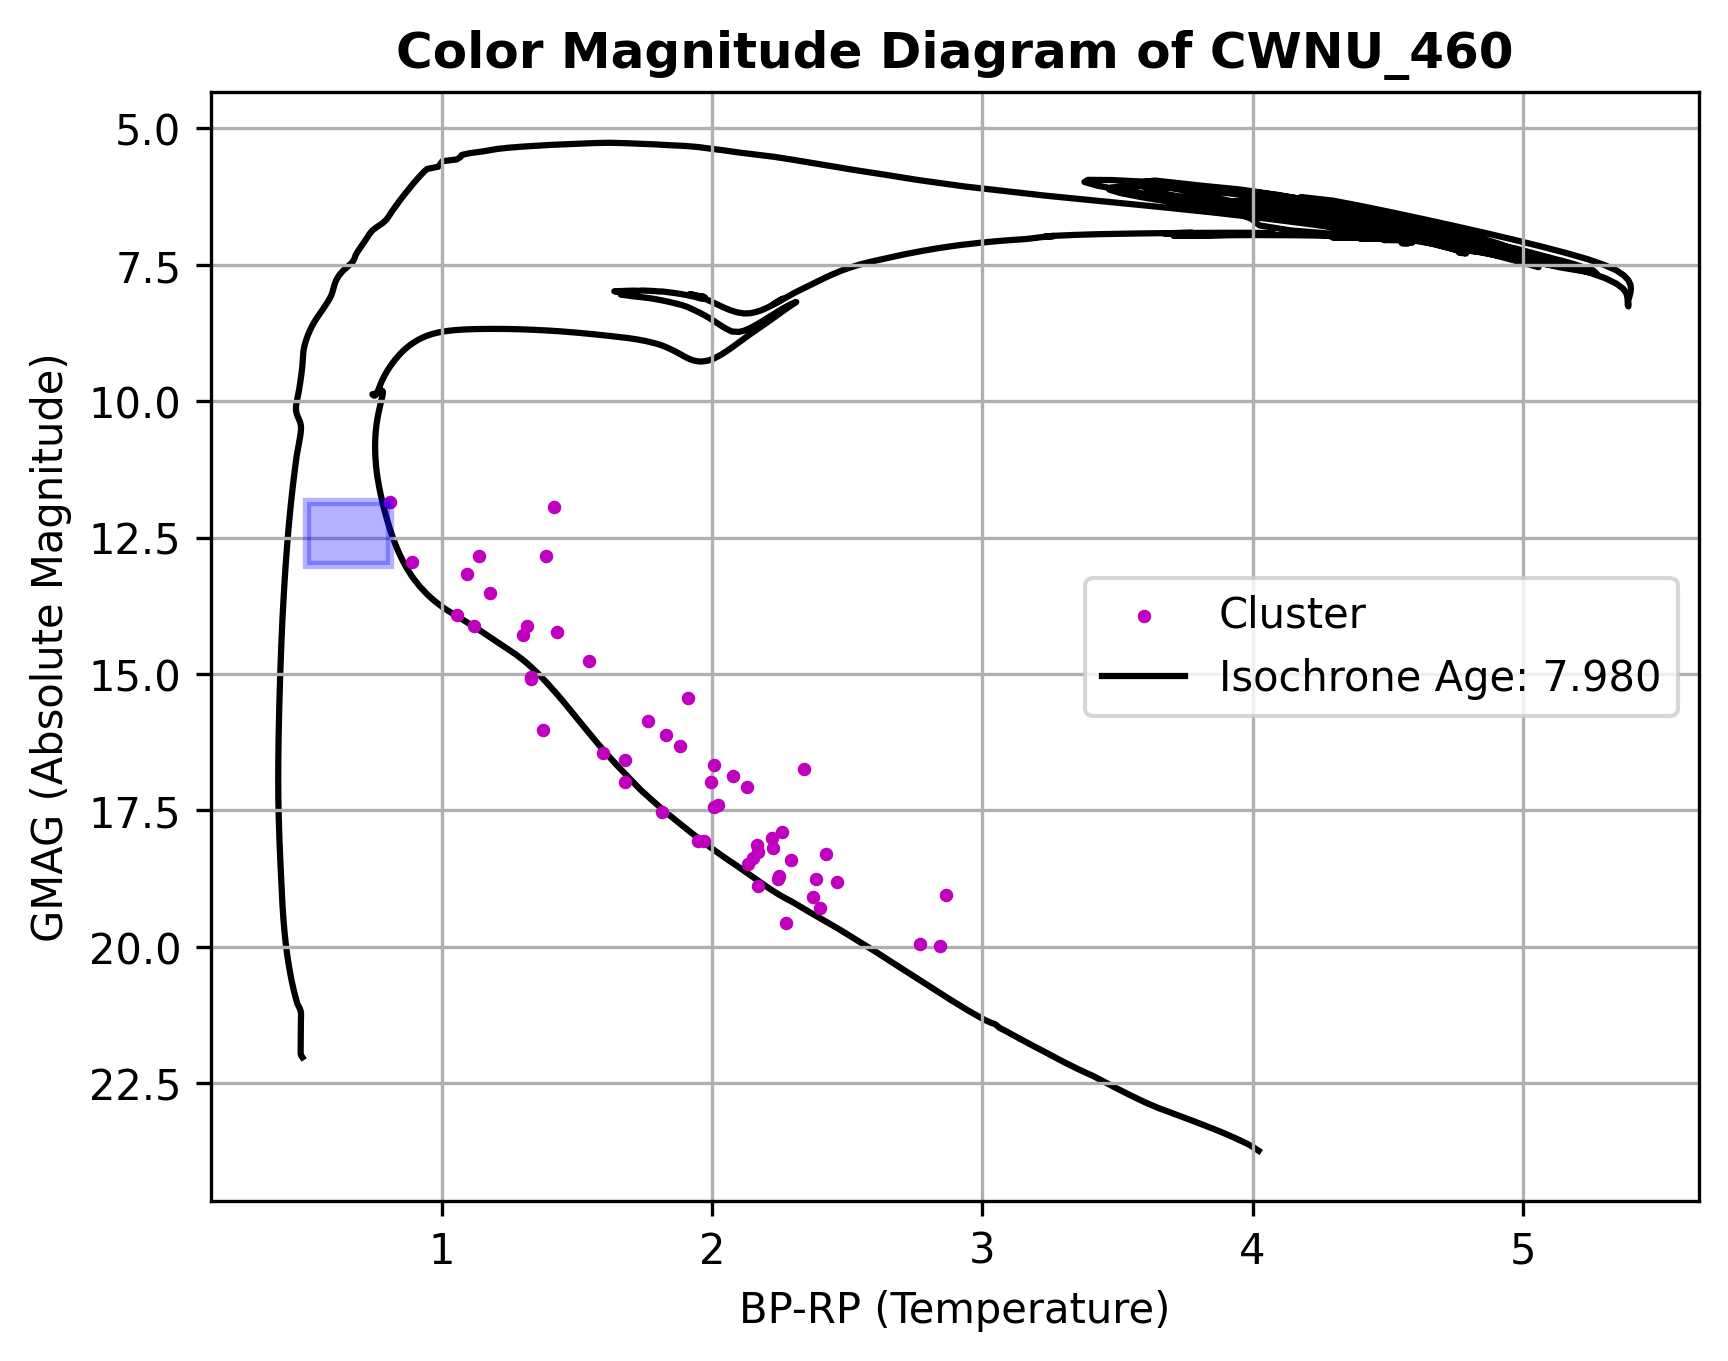 Color Magnitude Diagram of CWNU_460
GMAG (Absolute Magnitude)
5.0
7.5
10.0
12.5
15.0
17.5
20.0
22.5
Cluster
Isochrone Age: 7.980
1 2 3 4 5
BP-RP (Temperature)